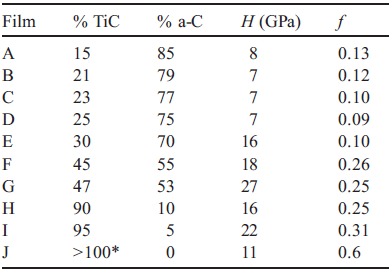 Film % TiC % a-C H (GPa) f
A 15 85 8 0.13
B 21 79 7 0.12
C 23 77 7 0.10
D 25 75 7 0.09
E 30 70 16 0.10
F 45 55 18 0.26
G 47 53 27 0.25
H 90 10 16 0.25
I 95 5 22 0.31
J >100* 0 11 0.6